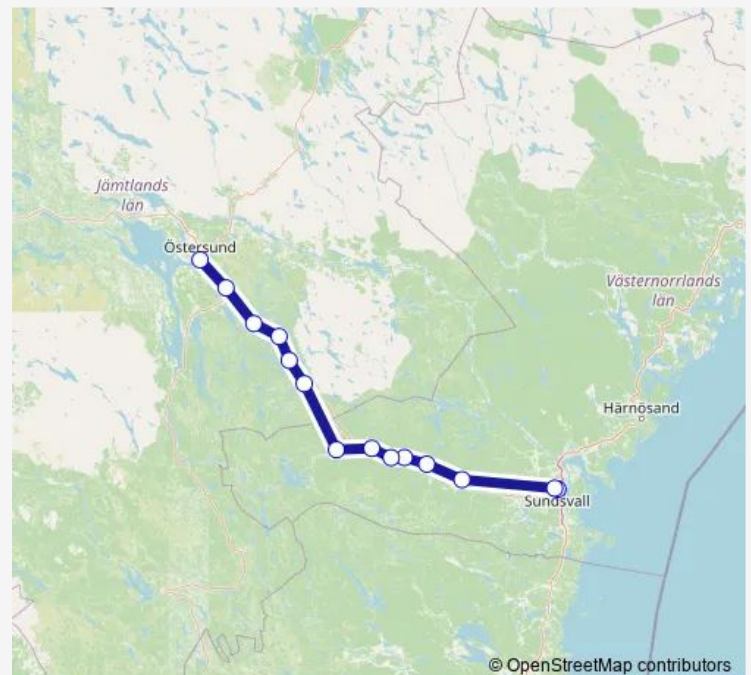 Jämtlands
län
Östersund
Västernorrlands
län
Härnösand
Sundsvall
© OpenStreetMap contributors